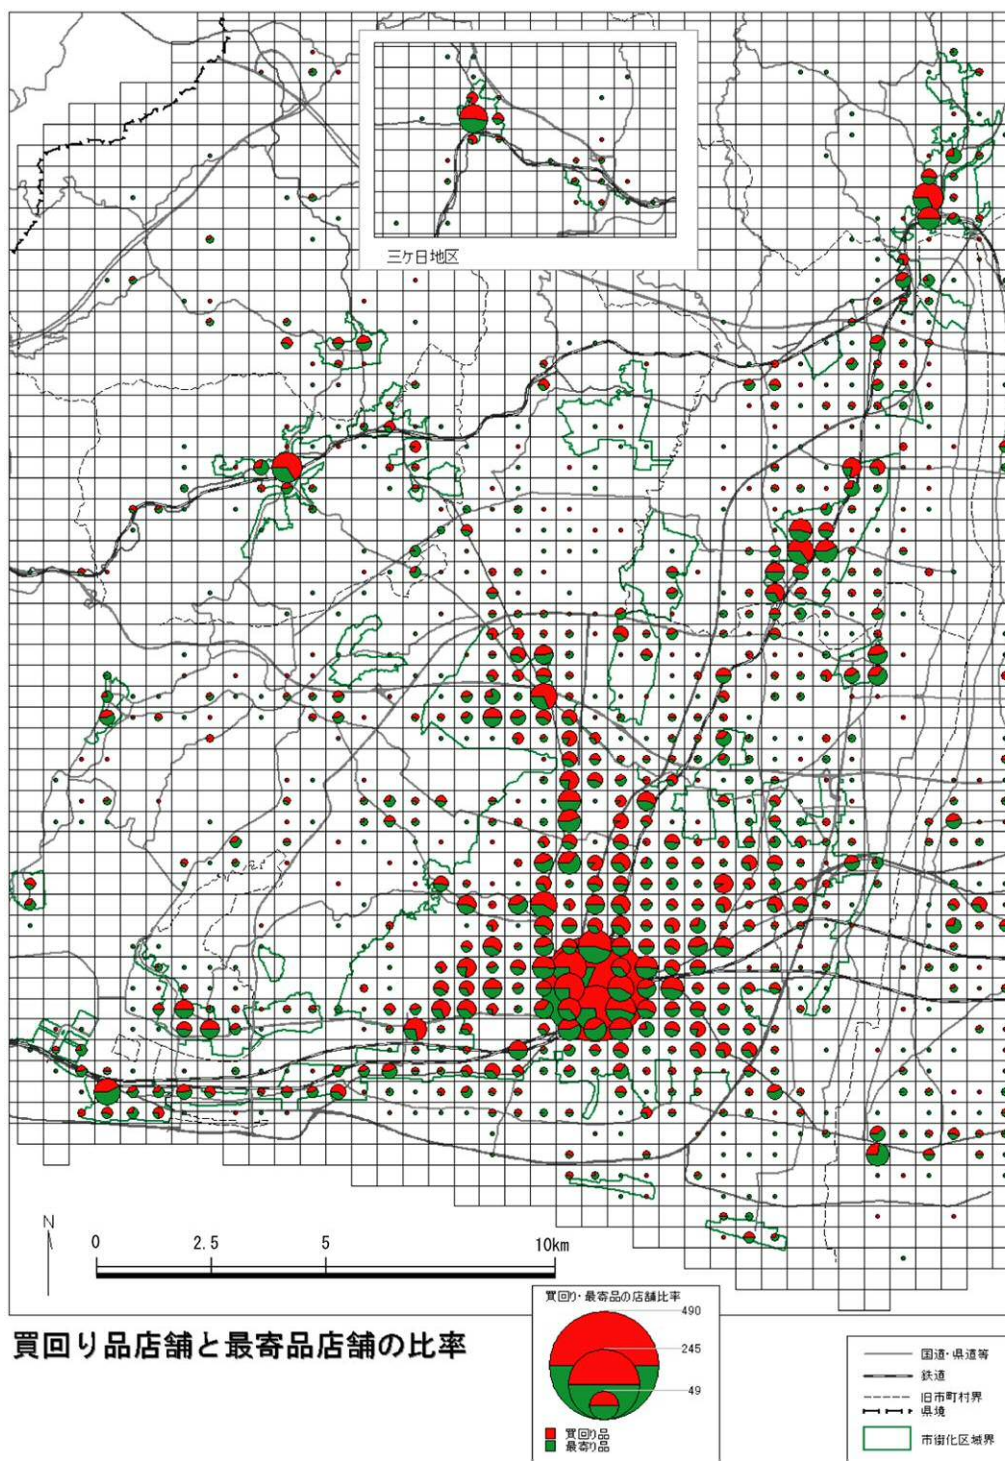 三ケ日地区
N
0
2.5
5
10km
買回り品店舗と最寄品店舗の比率
買回り・最寄品の店舗比率
490
245
49
買回り品
最寄り品
国道・県道等
鉄道
旧市町村界
県境
市街化区域界